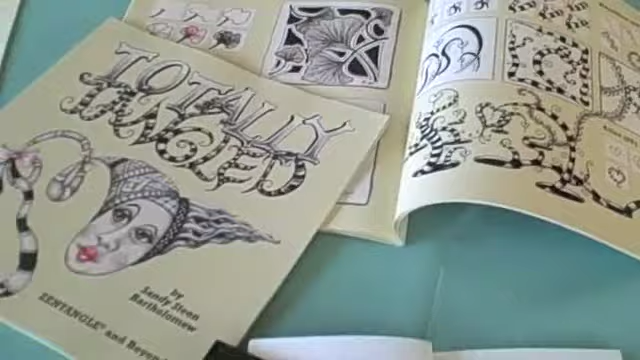 TOTALLY
TANGLED
by
Sandy Steen
Bartholomew
ZENTANGLE® and Beyond